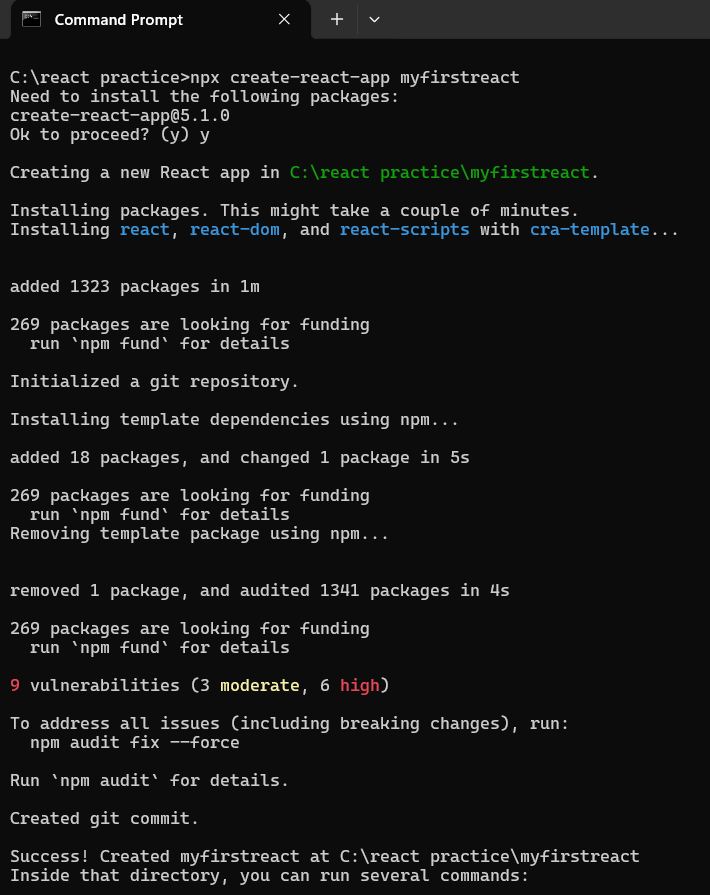 Command Prompt
C:\react practice>npx create-react-app myfirstreact
Need to install the following packages:
create-react-app@5.1.0
Ok to proceed? (y) y
Creating a new React app in C:\react practice\myfirstreact.
Installing packages. This might take a couple of minutes.
Installing react, react-dom, and react-scripts with cra-template...
added 1323 packages in 1m
269 packages are looking for funding
run `npm fund` for details
Initialized a git repository.
Installing template dependencies using npm...
added 18 packages, and changed 1 package in 5s
269 packages are looking for funding
run `npm fund` for details
Removing template package using npm...
removed 1 package, and audited 1341 packages in 4s
269 packages are looking for funding
run `npm fund` for details
9 vulnerabilities (3 moderate, 6 high)
To address all issues (including breaking changes), run:
npm audit fix --force
Run `npm audit` for details.
Created git commit.
Success! Created myfirstreact at C:\react practice\myfirstreact
Inside that directory, you can run several commands: